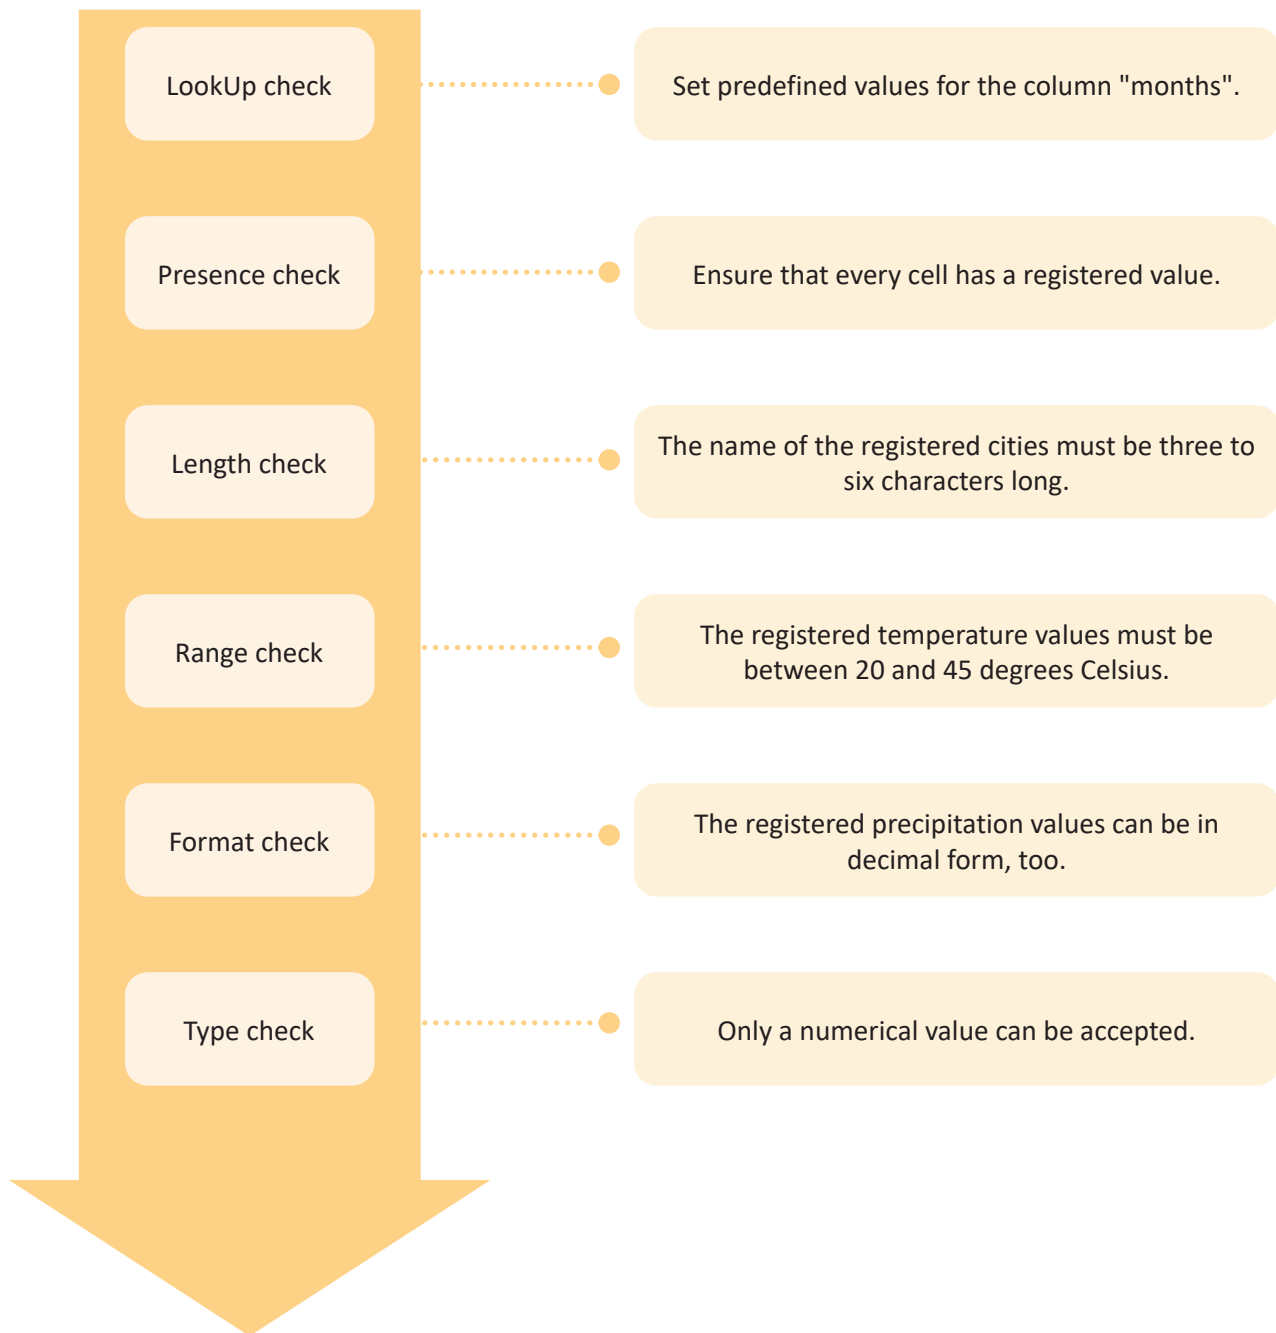 LookUp check
Set predefined values for the column "months".
Presence check
Ensure that every cell has a registered value.
Length check
The name of the registered cities must be three to
six characters long.
Range check
The registered temperature values must be
between 20 and 45 degrees Celsius.
Format check
The registered precipitation values can be in
decimal form, too.
Type check
Only a numerical value can be accepted.